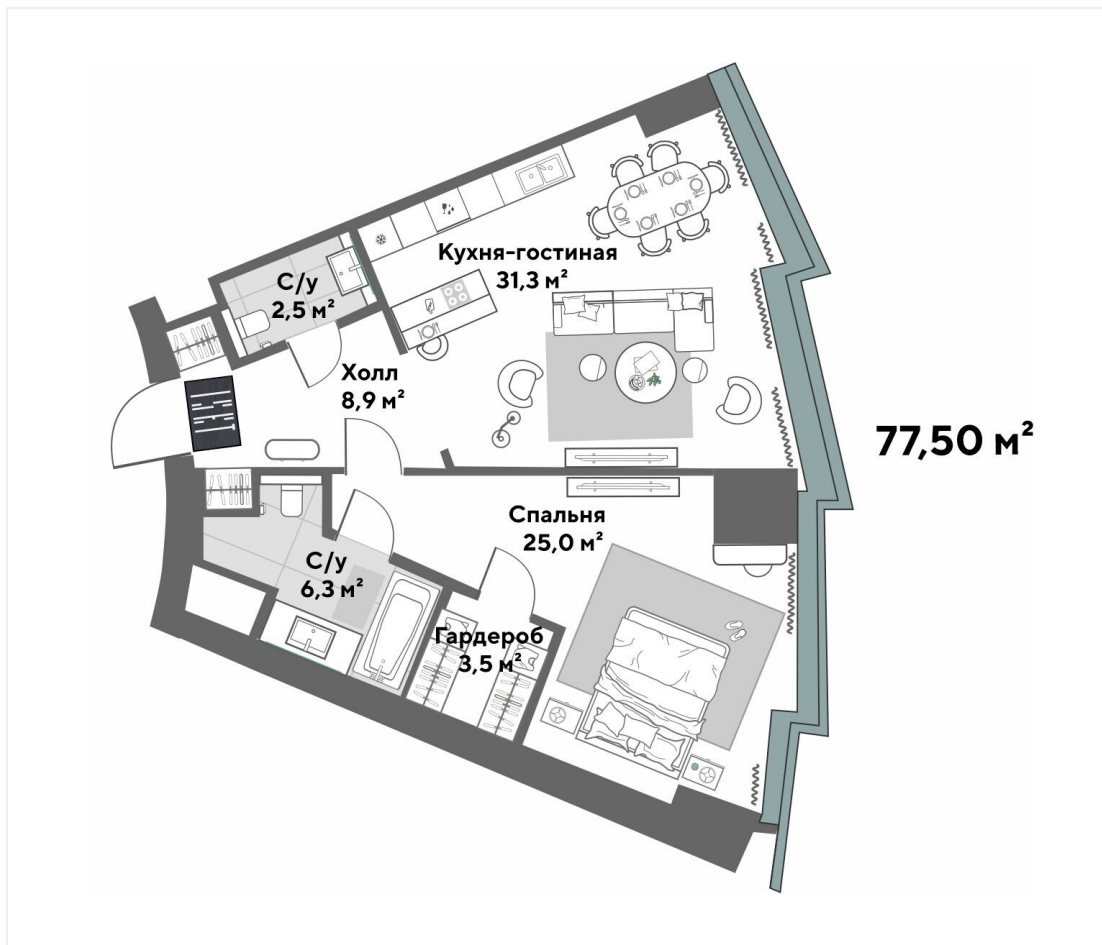 Кухня-гостиная
31,3 м²
С/у
2,5 м²
Холл
8,9 м²
77,50 м²
Спальня
25,0 м²
С/у
6,3 м²
Гардероб
3,5 м²